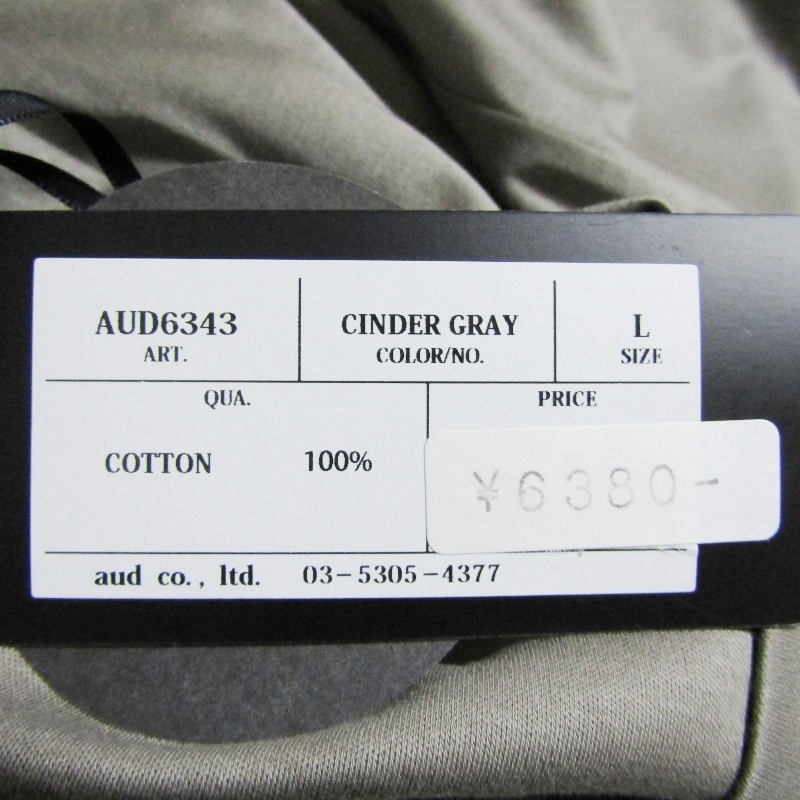 AUD6343 CINDER GRAY L
ART. COLOR/NO. SIZE
QUA. PRICE
COTTON 100%
¥6380-
aud co., ltd. 03-5305-4377